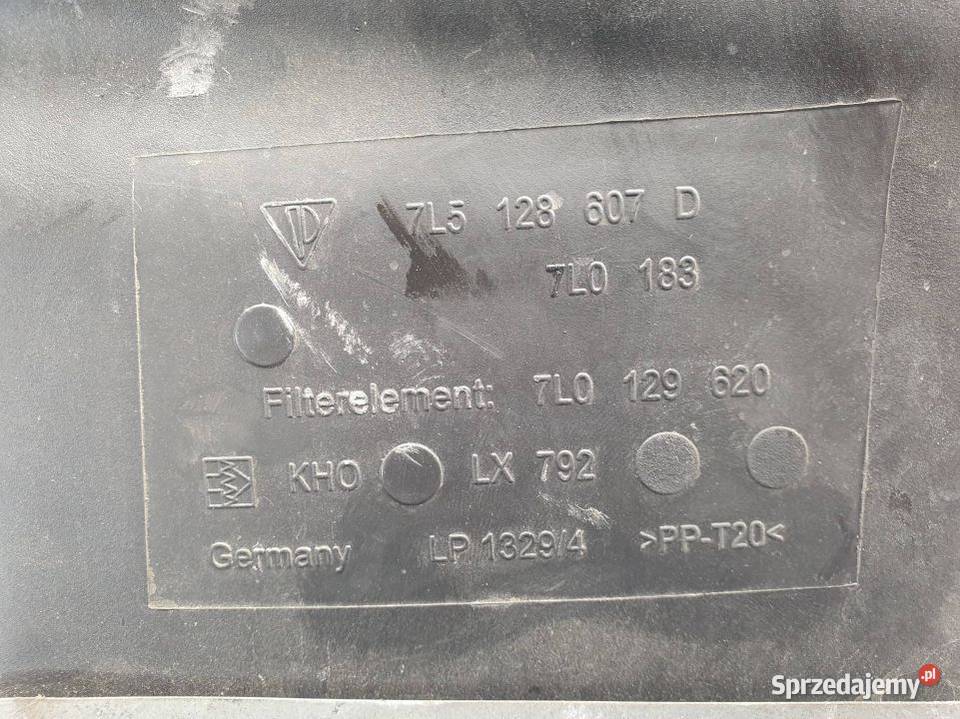 7L5 128 607 D
7L0 183
Filterelement: 7L0 129 620
KHO LX 792
Germany LP 1329/4 >PP-T20<
Sprzedajemy.pl